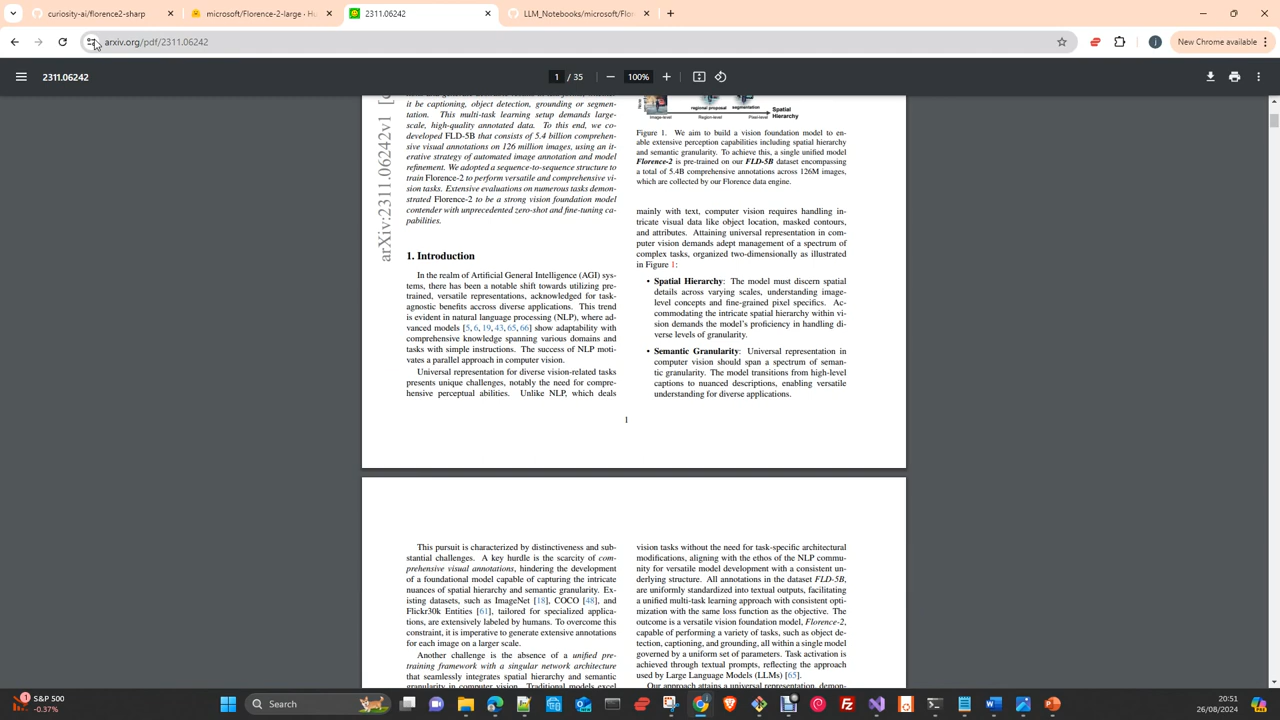 curiosity-ai/florence2-sharp
microsoft/Florence-2-large · Hu
2311.06242
LLM_Notebooks/microsoft/Flor
arxiv.org/pdf/2311.06242
New Chrome available
2311.06242
1 / 35
100%
arXiv:2311.06242v1 [c
it be captioning, object detection, grounding or segmen-
tation. This multi-task learning setup demands large-
scale, high-quality annotated data. To this end, we co-
developed FLD-5B that consists of 5.4 billion comprehen-
sive visual annotations on 126 million images, using an it-
erative strategy of automated image annotation and model
refinement. We adopted a sequence-to-sequence structure to
train Florence-2 to perform versatile and comprehensive vi-
sion tasks. Extensive evaluations on numerous tasks demon-
strated Florence-2 to be a strong vision foundation model
contender with unprecedented zero-shot and fine-tuning ca-
pabilities.
1. Introduction
In the realm of Artificial General Intelligence (AGI) sys-
tems, there has been a notable shift towards utilizing pre-
trained, versatile representations, acknowledged for task-
agnostic benefits accross diverse applications. This trend
is evident in natural language processing (NLP), where ad-
vanced models [5, 6, 19, 43, 65, 66] show adaptability with
comprehensive knowledge spanning various domains and
tasks with simple instructions. The success of NLP moti-
vates a parallel approach in computer vision.
Universal representation for diverse vision-related tasks
presents unique challenges, notably the need for compre-
hensive perceptual abilities. Unlike NLP, which deals
None
Image-level
regional proposal
Region-level
segmentation
Pixel-level
Spatial
Hierarchy
Figure 1. We aim to build a vision foundation model to en-
able extensive perception capabilities including spatial hierarchy
and semantic granularity. To achieve this, a single unified model
Florence-2 is pre-trained on our FLD-5B dataset encompassing
a total of 5.4B comprehensive annotations across 126M images,
which are collected by our Florence data engine.
mainly with text, computer vision requires handling in-
tricate visual data like object location, masked contours,
and attributes. Attaining universal representation in com-
puter vision demands adept management of a spectrum of
complex tasks, organized two-dimensionally as illustrated
in Figure 1:
• Spatial Hierarchy: The model must discern spatial
details across varying scales, understanding image-
level concepts and fine-grained pixel specifics. Ac-
commodating the intricate spatial hierarchy within vi-
sion demands the model's proficiency in handling di-
verse levels of granularity.
• Semantic Granularity: Universal representation in
computer vision should span a spectrum of seman-
tic granularity. The model transitions from high-level
captions to nuanced descriptions, enabling versatile
understanding for diverse applications.
1
This pursuit is characterized by distinctiveness and sub-
stantial challenges. A key hurdle is the scarcity of com-
prehensive visual annotations, hindering the development
of a foundational model capable of capturing the intricate
nuances of spatial hierarchy and semantic granularity. Ex-
isting datasets, such as ImageNet [18], COCO [48], and
Flickr30k Entities [61], tailored for specialized applica-
tions, are extensively labeled by humans. To overcome this
constraint, it is imperative to generate extensive annotations
for each image on a larger scale.
Another challenge is the absence of a unified pre-
training framework with a singular network architecture
that seamlessly integrates spatial hierarchy and semantic
granularity in computer vision. Traditional models excel
vision tasks without the need for task-specific architectural
modifications, aligning with the ethos of the NLP commu-
nity for versatile model development with a consistent un-
derlying structure. All annotations in the dataset FLD-5B,
are uniformly standardized into textual outputs, facilitating
a unified multi-task learning approach with consistent opti-
mization with the same loss function as the objective. The
outcome is a versatile vision foundation model, Florence-2,
capable of performing a variety of tasks, such as object de-
tection, captioning, and grounding, all within a single model
governed by a uniform set of parameters. Task activation is
achieved through textual prompts, reflecting the approach
used by Large Language Models (LLMs) [65].
Our approach attains a universal representation, demon-
S&P 500
-0.37%
Search
20:51
26/08/2024